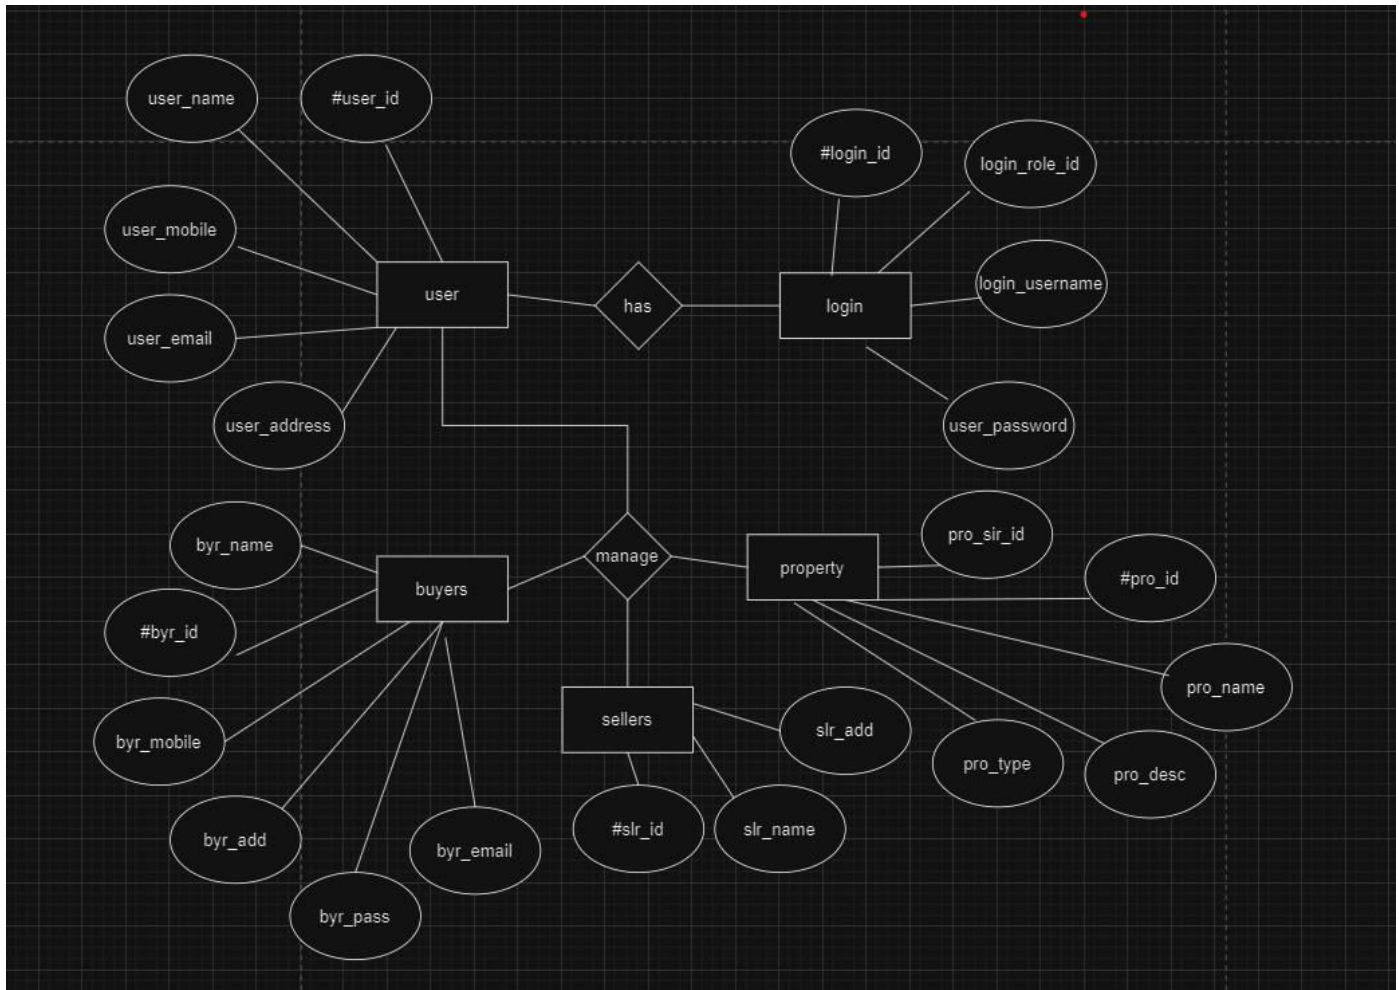 user_name
#user_id
#login_id
login_role_id
user_mobile
login_username
user
has
login
user_email
user_address
user_password
pro_sir_id
byr_name
manage
property
#pro_id
buyers
#byr_id
pro_name
sellers
slr_add
byr_mobile
pro_type
pro_desc
#slr_id
slr_name
byr_add
byr_email
byr_pass